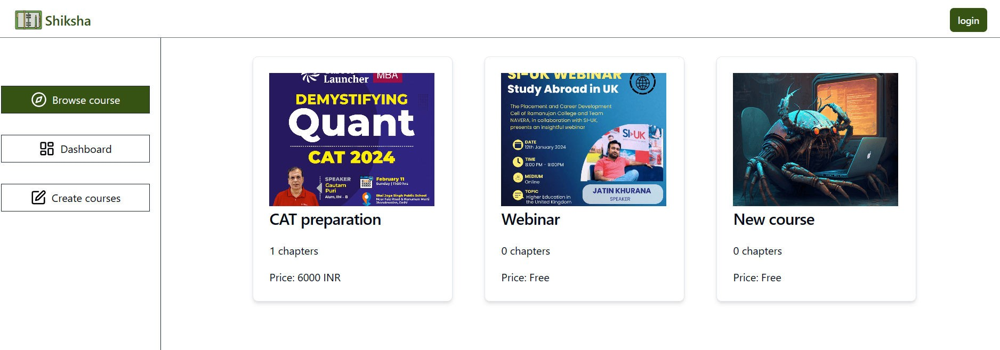 Shiksha
login
Browse course
Dashboard
Create courses
Launcher
MBA
DEMYSTIFYING
Quant
CAT 2024
SPEAKER
Gautam
Puri
Alum, IIM - B
February 11
Sunday | 11:00 hrs
Bhai Joga Singh Public School
Near Faiz Road & Hanuman Murti
Jhandewalan, Delhi
CAT preparation
1 chapters
Price: 6000 INR
SI-UK WEBINAR
Study Abroad in UK
The Placement and Career Development
Cell of Ramanujan College and Team
NAVERA, in collaboration with SI-UK,
presents an insightful webinar
SI-UK
DATE
12th January 2024
TIME
8:00 PM - 9:00PM
MEDIUM
Online
TOPIC
Higher Education in
the United Kingdom
JATIN KHURANA
SPEAKER
Webinar
0 chapters
Price: Free
New course
0 chapters
Price: Free